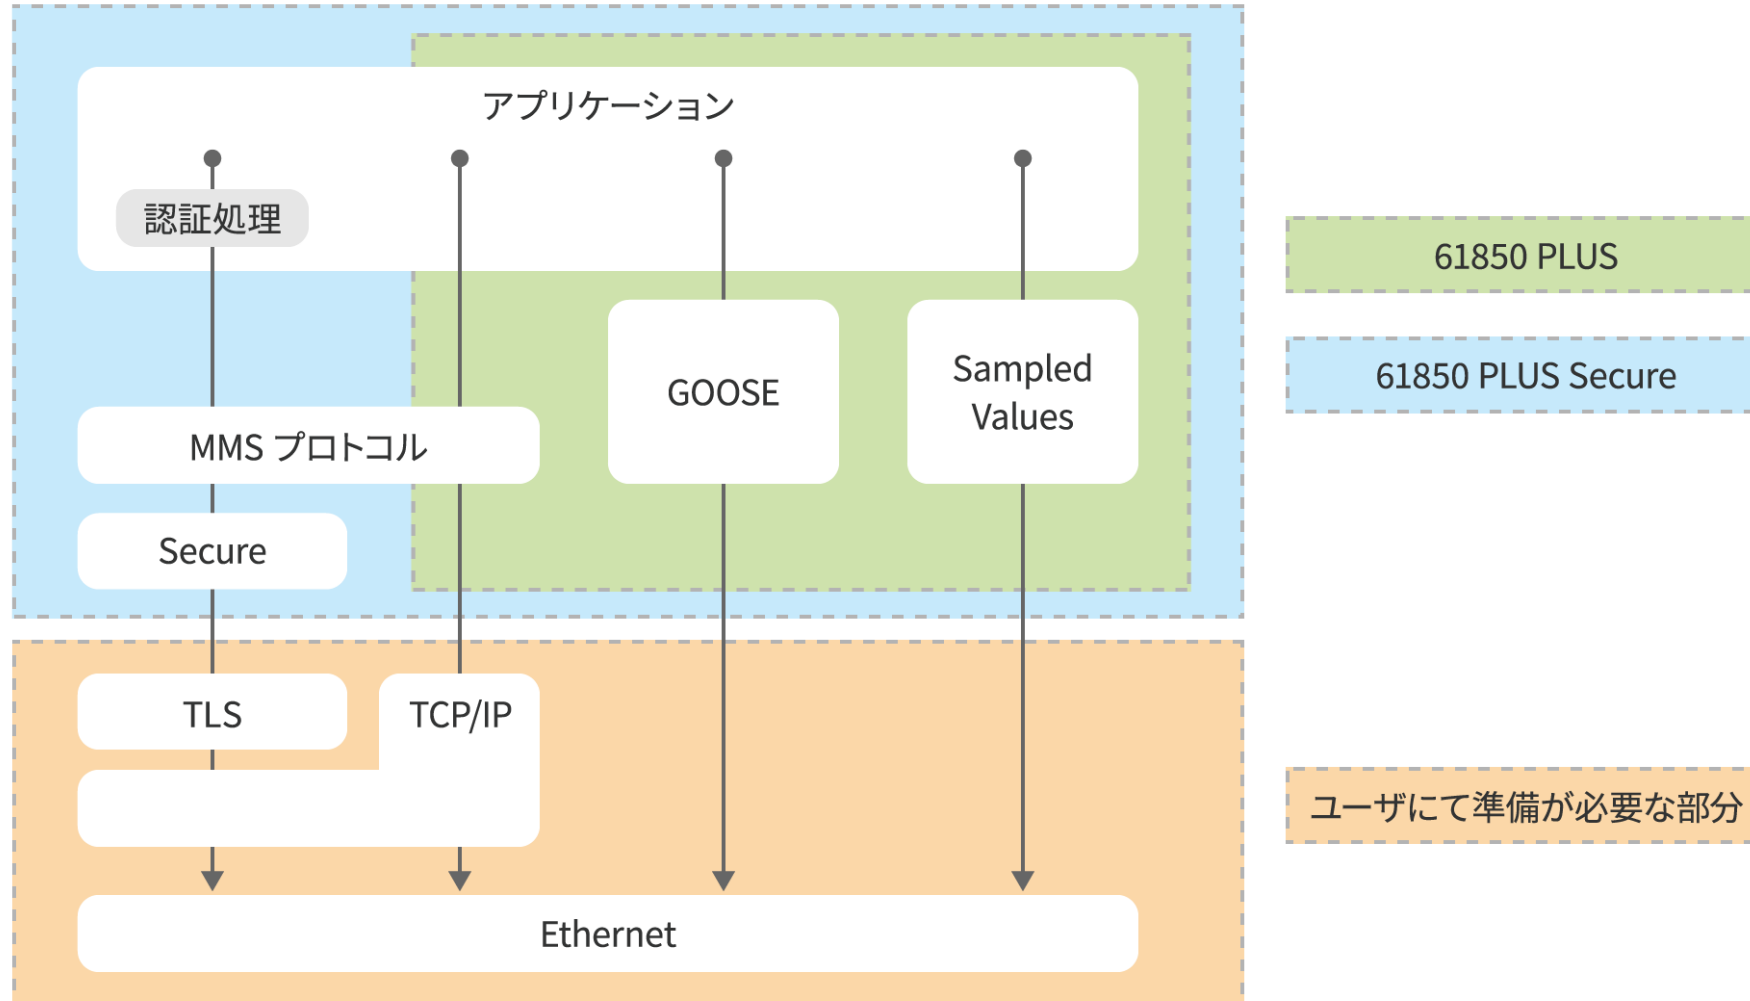 アプリケーション
認証処理
GOOSE
Sampled
Values
MMS プロトコル
Secure
TLS
TCP/IP
Ethernet
61850 PLUS
61850 PLUS Secure
ユーザにて準備が必要な部分